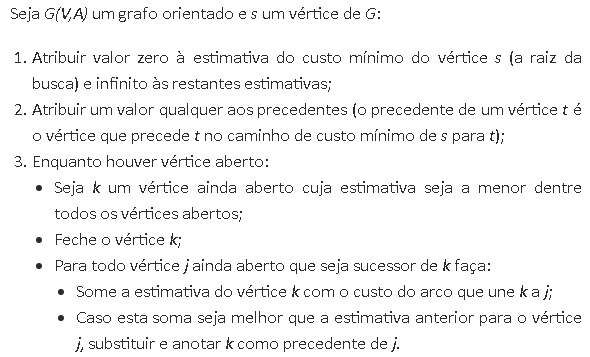 Seja G(V,A) um grafo orientado e s um vértice de G:
1. Atribuir valor zero à estimativa do custo mínimo do vértice s (a raiz da
busca) e infinito às restantes estimativas;
2. Atribuir um valor qualquer aos precedentes (o precedente de um vértice t é
o vértice que precede t no caminho de custo mínimo de s para t);
3. Enquanto houver vértice aberto:
• Seja k um vértice ainda aberto cuja estimativa seja a menor dentre
todos os vértices abertos;
• Feche o vértice k;
• Para todo vértice j ainda aberto que seja sucessor de k faça:
• Some a estimativa do vértice k com o custo do arco que une k a j;
• Caso esta soma seja melhor que a estimativa anterior para o vértice
j, substituir e anotar k como precedente de j.